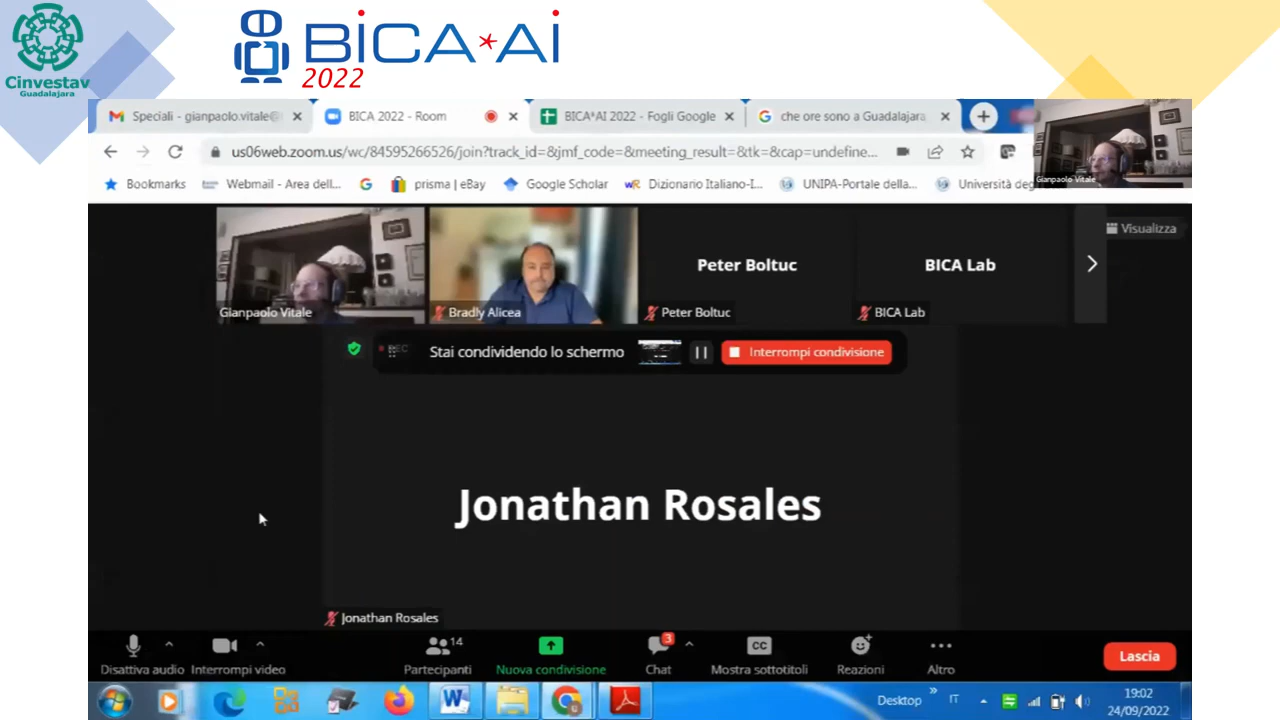 Cinvestav
Guadalajara
BiCA*Ai
2022
Speciali - gianpaolo.vitale@
BICA 2022 - Room
BICA*AI 2022 - Fogli Google
che ore sono a Guadalajara
us06web.zoom.us/wc/84595266526/join?track_id=&jmf_code=&meeting_result=&tk=&cap=undefine...
Bookmarks
Webmail - Area dell...
prisma | eBay
Google Scholar
Dizionario Italiano-I...
UNIPA-Portale della...
Università deg
Gianpaolo Vitale
Visualizza
Peter Boltuc
BICA Lab
Gianpaolo Vitale
Bradly Alicea
Peter Boltuc
BICA Lab
REC
Stai condividendo lo schermo
Interrompi condivisione
Jonathan Rosales
Jonathan Rosales
14
3
CC
Disattiva audio
Interrompi video
Partecipanti
Nuova condivisione
Chat
Mostra sottotitoli
Reazioni
Altro
Lascia
Desktop
»
IT
19:02
24/09/2022